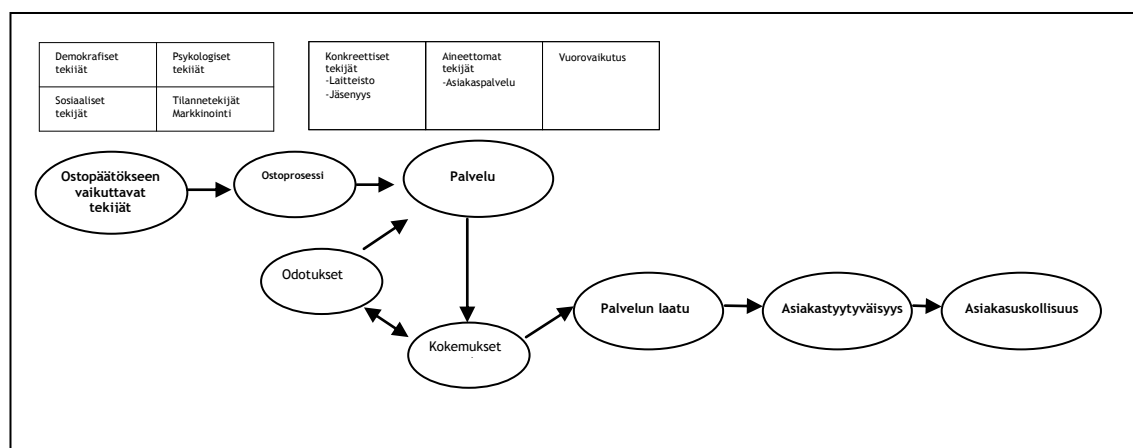 Demokrafiset
tekijät
Psykologiset
tekijät
Sosiaaliset
tekijät
Tilannetekijät
Markkinointi
Konkreettiset
tekijät
-Laitteisto
-Jäsenyys
Aineettomat
tekijät
-Asiakaspalvelu
Vuorovaikutus
Ostopäätökseen
vaikuttavat
tekijät
Ostoprosessi
Palvelu
Odotukset
Kokemukset
Palvelun laatu
Asiakastyytyväisyys
Asiakasuskollisuus